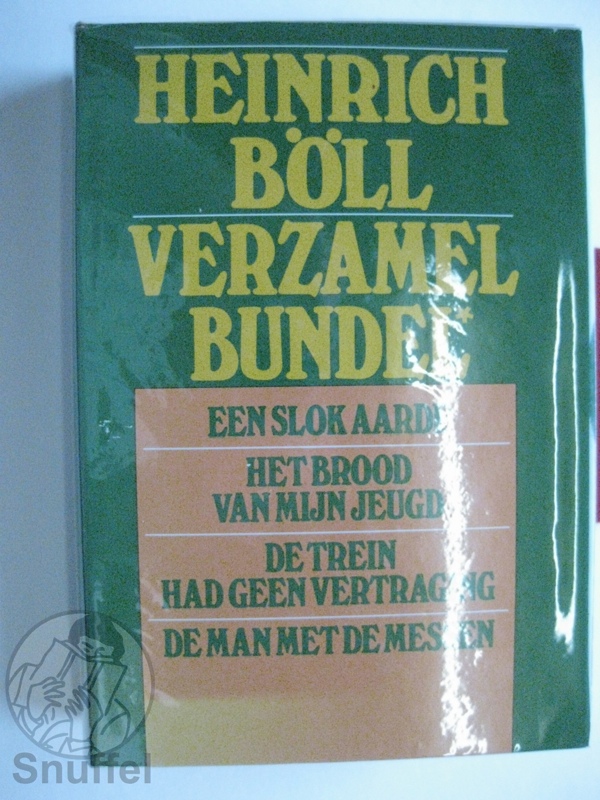 HEINRICH
BÖLL
VERZAMEL
BUNDEL*
EEN SLOK AARDE
HET BROOD
VAN MIJN JEUGD
DE TREIN
HAD GEEN VERTRAGING
DE MAN MET DE MESSEN
Snuffel